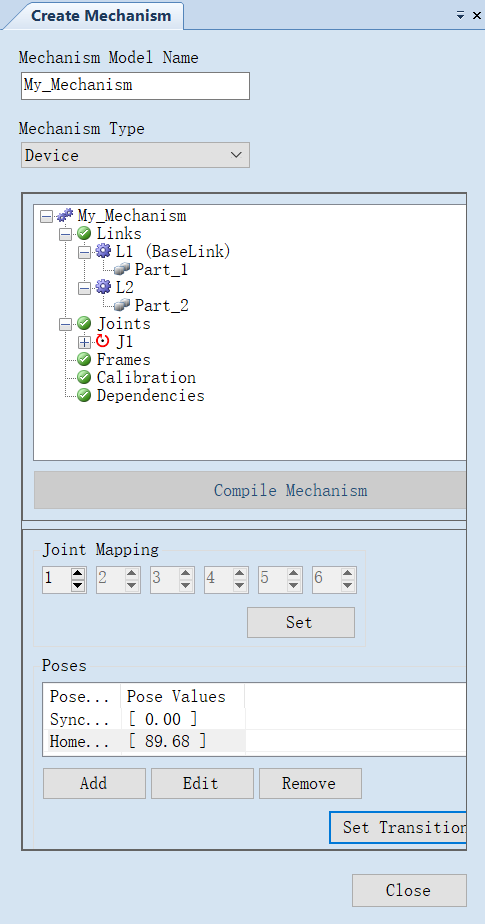 Create Mechanism
Mechanism Model Name
My_Mechanism
Mechanism Type
Device
My_Mechanism
Links
L1 (BaseLink)
Part_1
L2
Part_2
Joints
J1
Frames
Calibration
Dependencies
Compile Mechanism
Joint Mapping
1 2 3 4 5 6
Set
Poses
Pose... Pose Values
Sync... [ 0.00 ]
Home... [ 89.68 ]
Add Edit Remove
Set Transition
Close